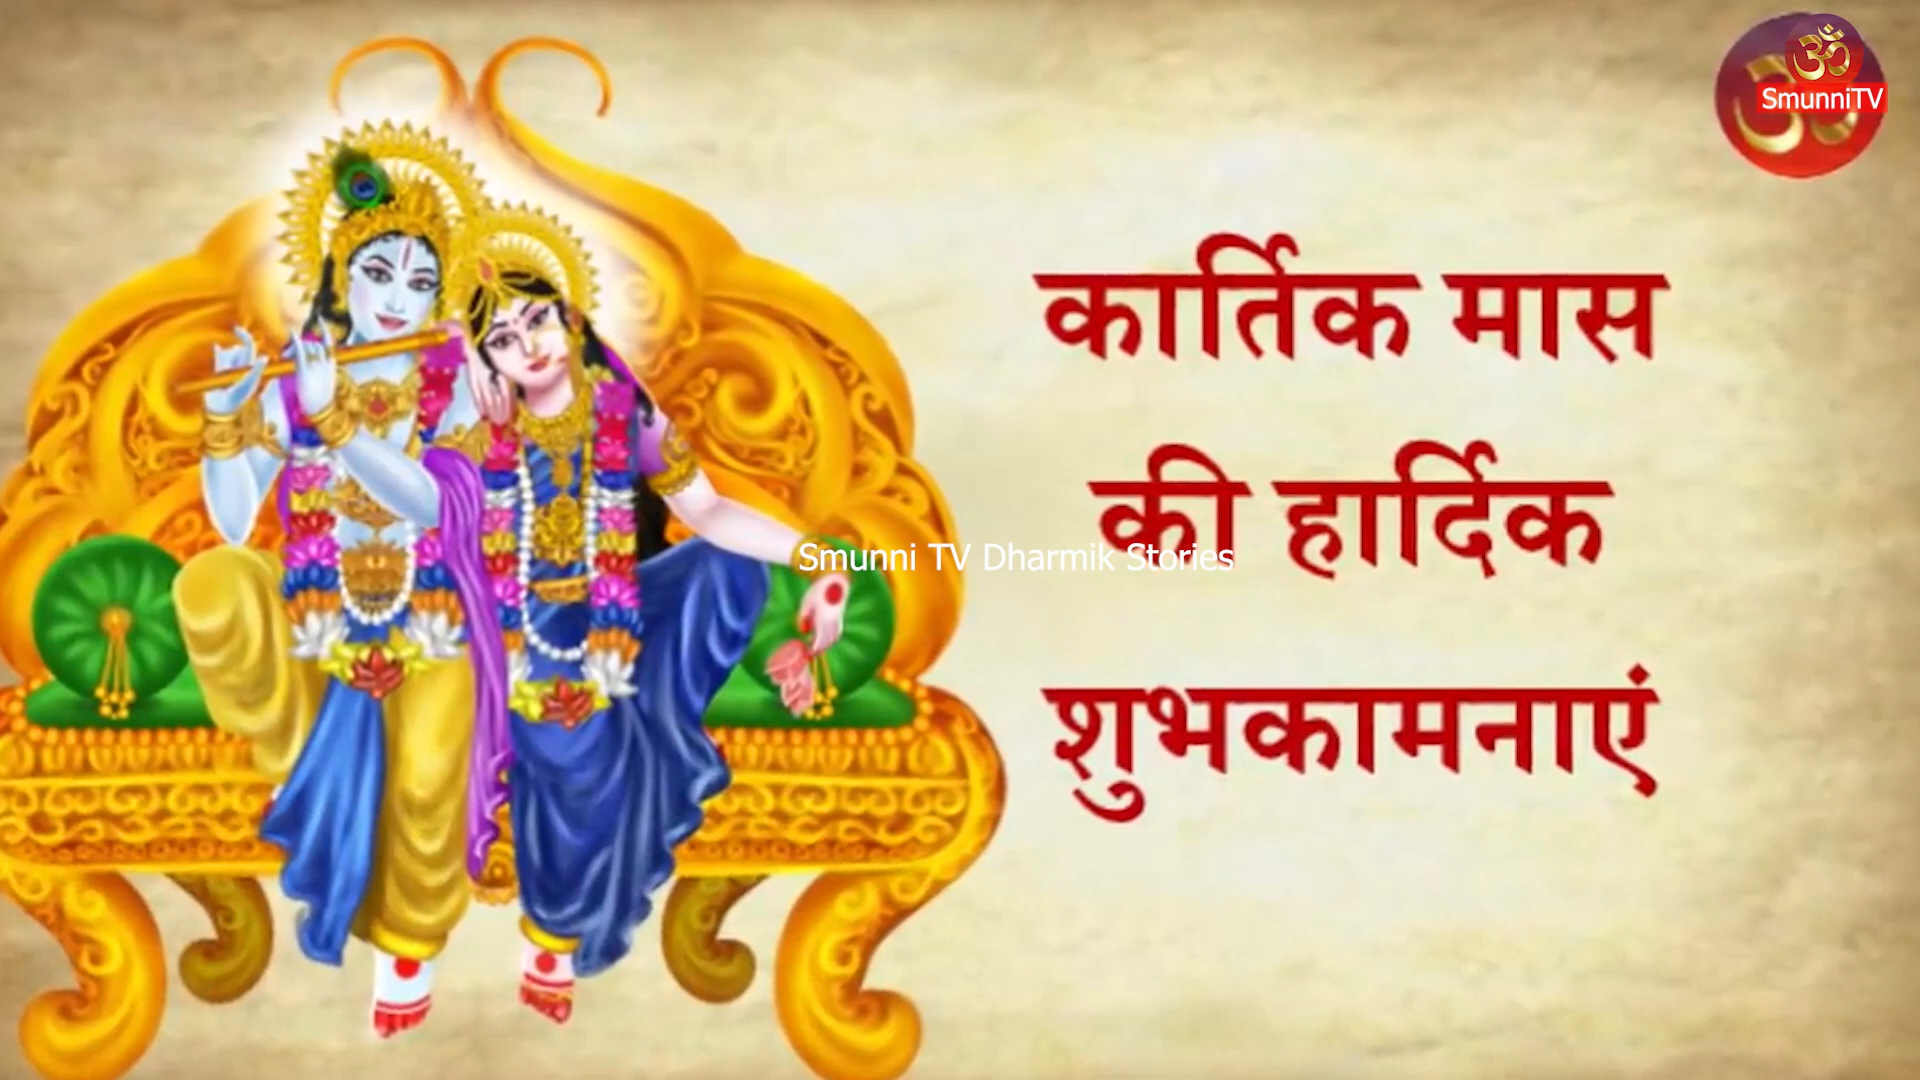 SmunniTV
कार्तिक मास
की हार्दिक
Smunni TV Dharmik Stories
शुभकामनाएं